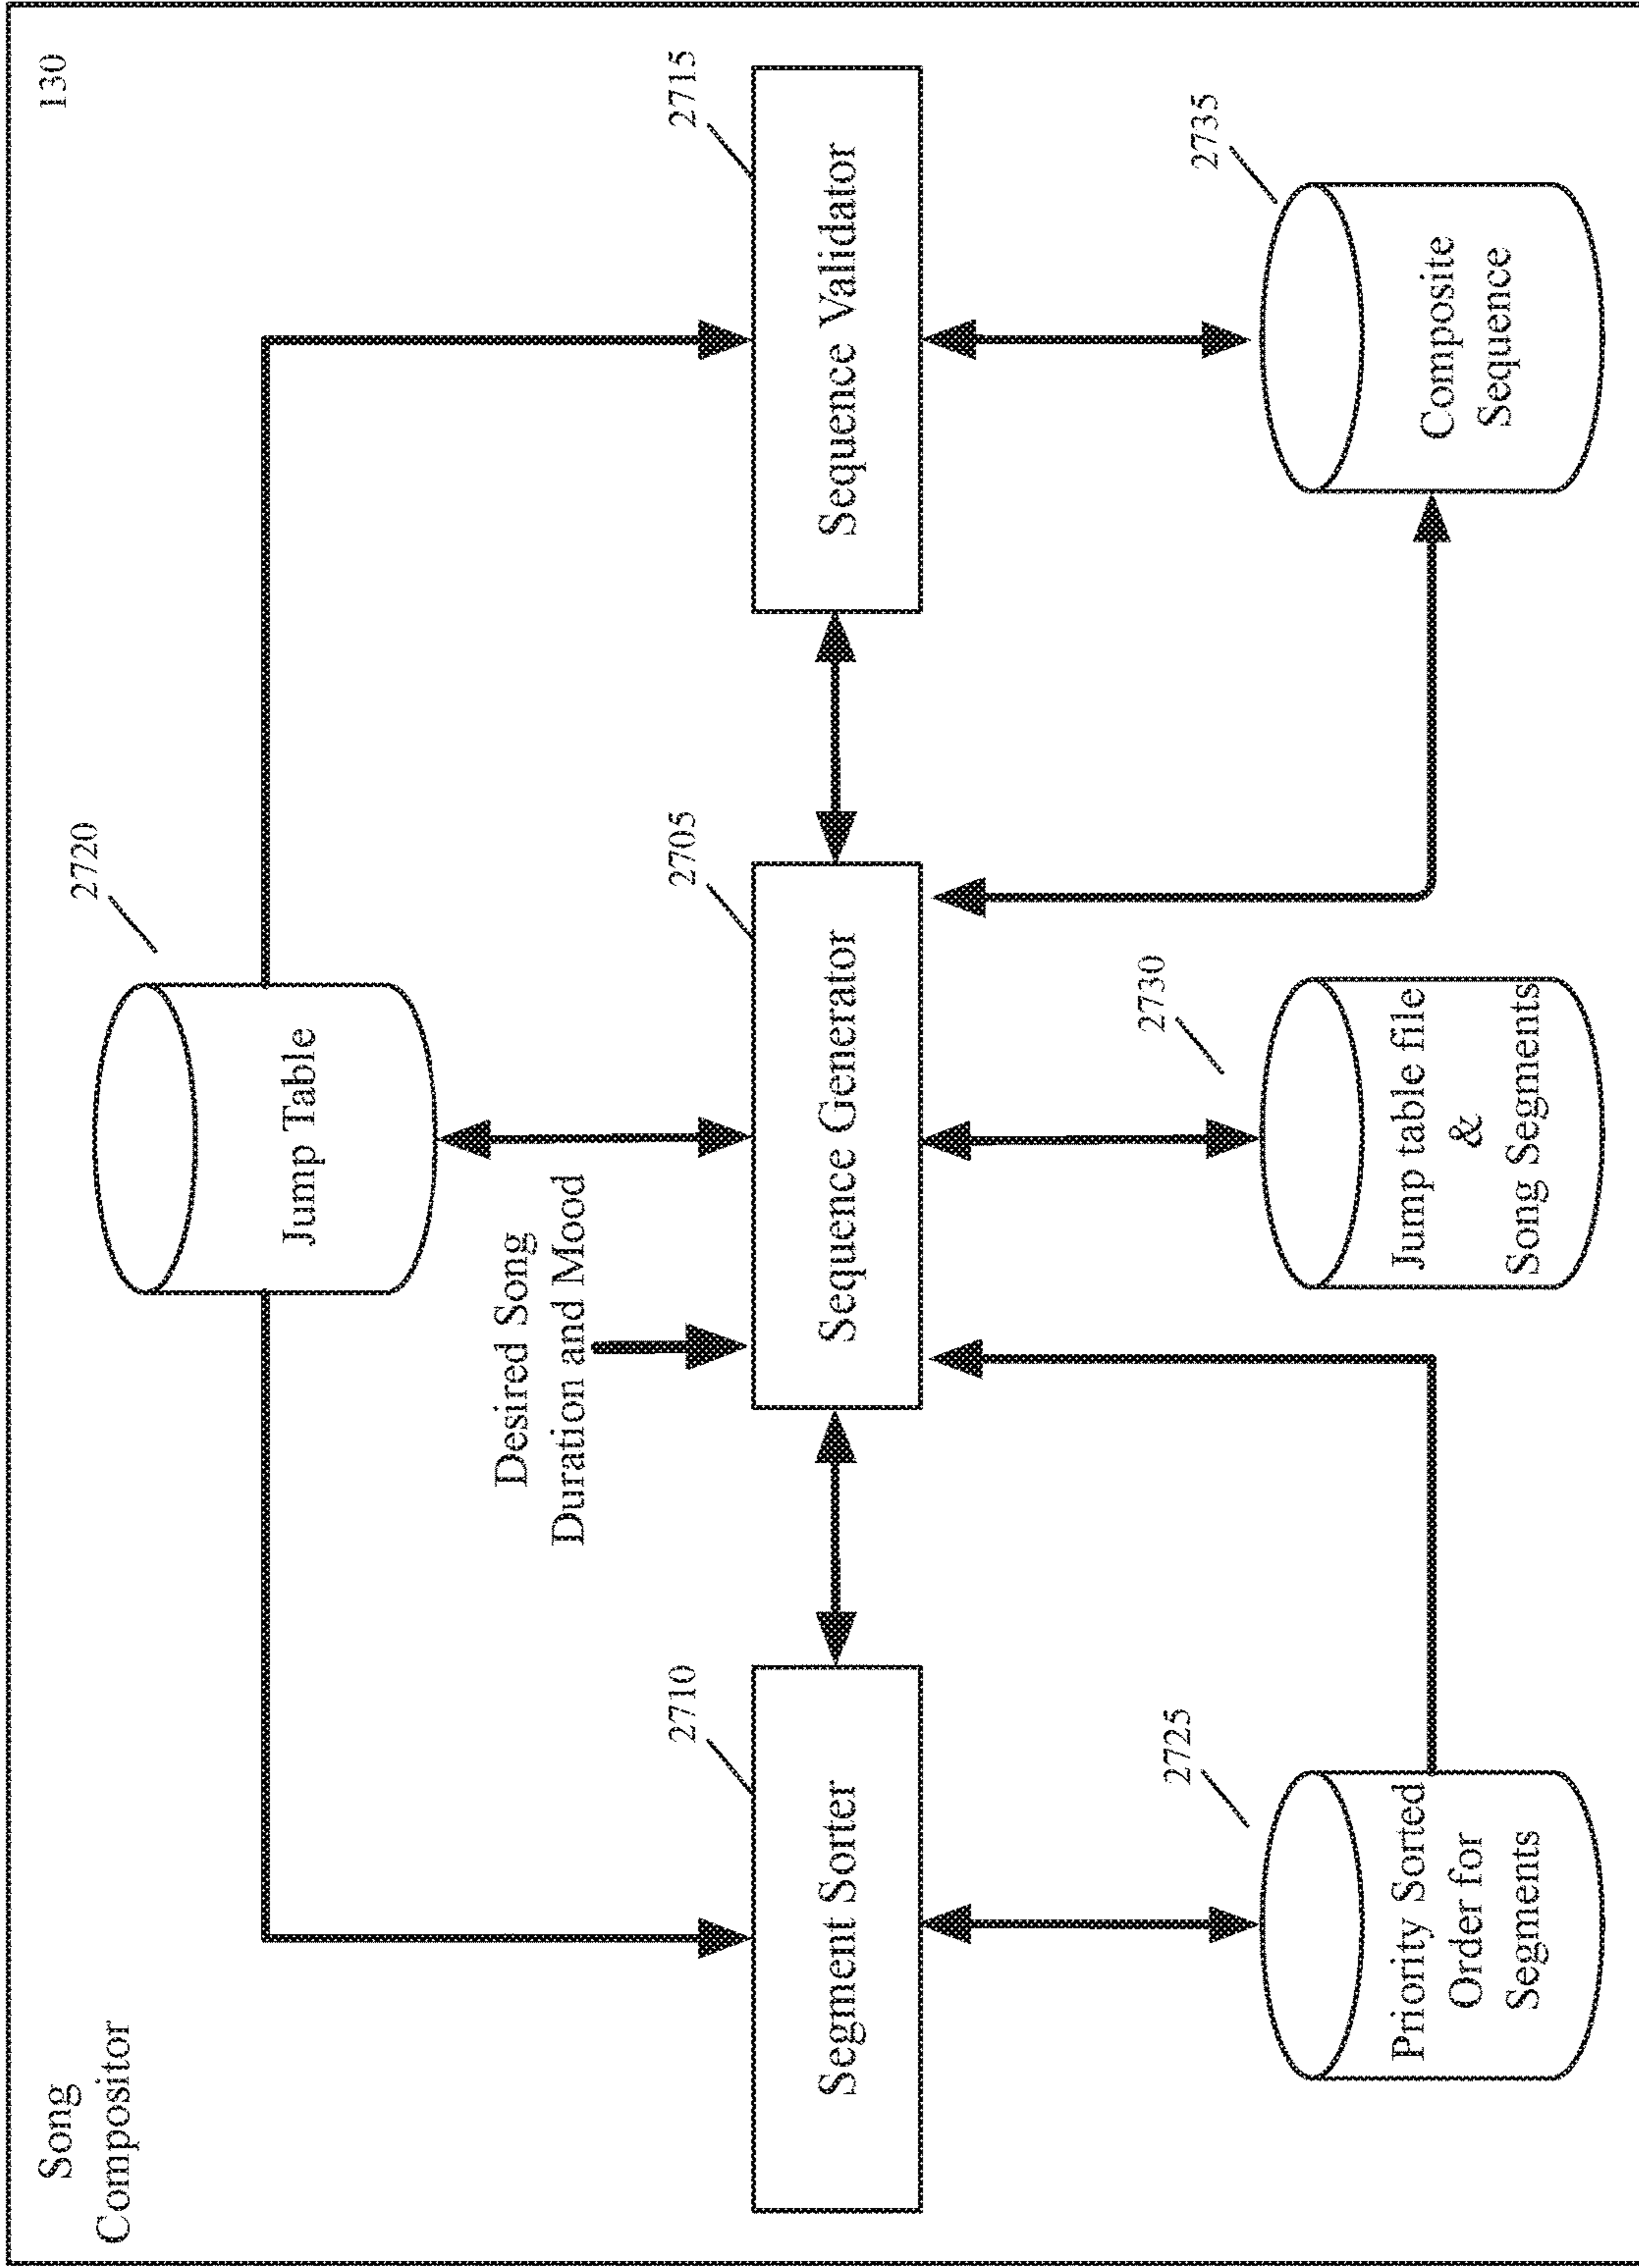 Song
Compositor
130
2720
Jump Table
Desired Song
Duration and Mood
2710
Segment Sorter
2705
Sequence Generator
2715
Sequence Validator
2725
Priority Sorted
Order for
Segments
2730
Jump table file
&
Song Segments
2735
Composite
Sequence